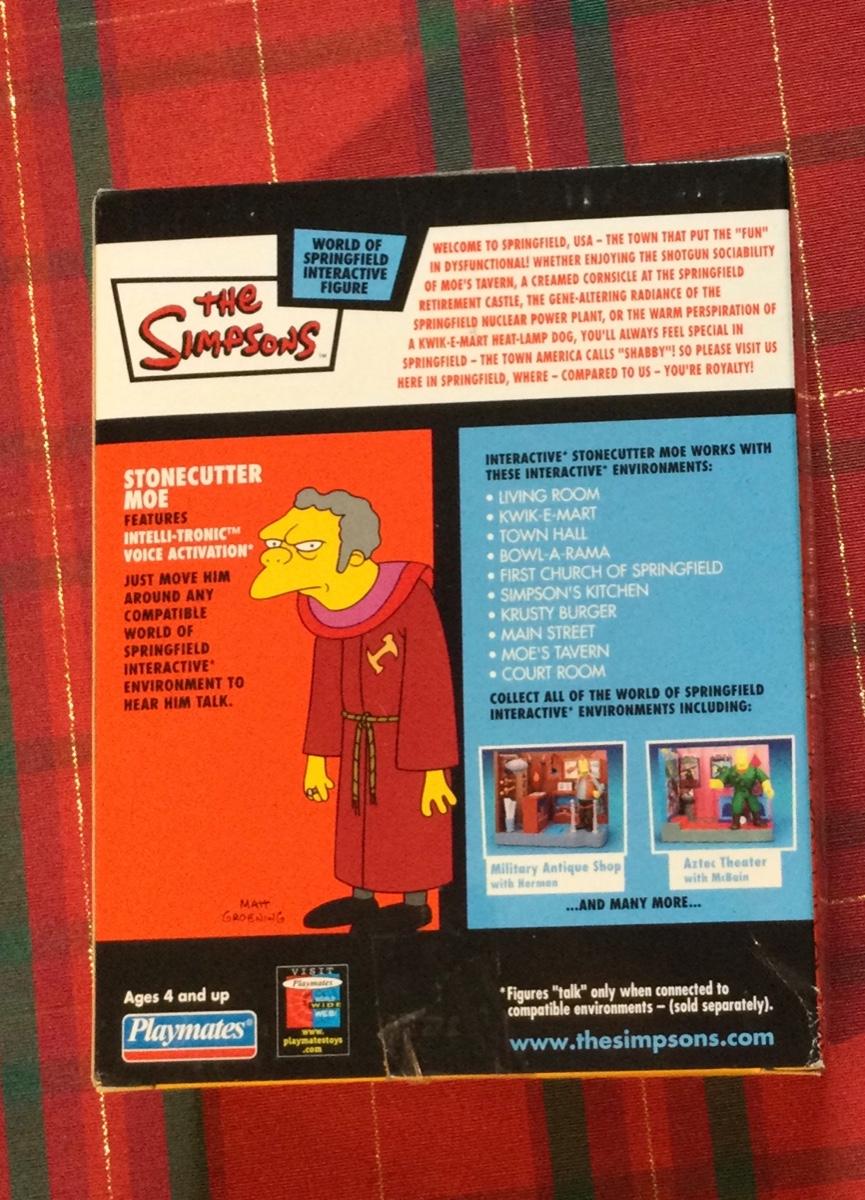 WORLD OF
SPRINGFIELD
INTERACTIVE
FIGURE
THE
SIMPSONS™
WELCOME TO SPRINGFIELD, USA – THE TOWN THAT PUT THE "FUN"
IN DYSFUNCTIONAL! WHETHER ENJOYING THE SHOTGUN SOCIABILITY
OF MOE'S TAVERN, A CREAMED CORNSICLE AT THE SPRINGFIELD
RETIREMENT CASTLE, THE GENE-ALTERING RADIANCE OF THE
SPRINGFIELD NUCLEAR POWER PLANT, OR THE WARM PERSPIRATION OF
A KWIK-E-MART HEAT-LAMP DOG, YOU'LL ALWAYS FEEL SPECIAL IN
SPRINGFIELD – THE TOWN AMERICA CALLS "SHABBY"! SO PLEASE VISIT US
HERE IN SPRINGFIELD, WHERE – COMPARED TO US – YOU'RE ROYALTY!
STONECUTTER
MOE
FEATURES
INTELLI-TRONIC™
VOICE ACTIVATION*
JUST MOVE HIM
AROUND ANY
COMPATIBLE
WORLD OF
SPRINGFIELD
INTERACTIVE*
ENVIRONMENT TO
HEAR HIM TALK.
MATT
GROENING
INTERACTIVE* STONECUTTER MOE WORKS WITH
THESE INTERACTIVE* ENVIRONMENTS:
• LIVING ROOM
• KWIK-E-MART
• TOWN HALL
• BOWL-A-RAMA
• FIRST CHURCH OF SPRINGFIELD
• SIMPSON'S KITCHEN
• KRUSTY BURGER
• MAIN STREET
• MOE'S TAVERN
• COURT ROOM
COLLECT ALL OF THE WORLD OF SPRINGFIELD
INTERACTIVE* ENVIRONMENTS INCLUDING:
Military Antique Shop
with Herman
Aztec Theater
with McBain
...AND MANY MORE...
Ages 4 and up
Playmates®
VISIT
Playmates
WORLD
WIDE
WEB!
www.
playmatestoys
.com
*Figures "talk" only when connected to
compatible environments – (sold separately).
www.thesimpsons.com